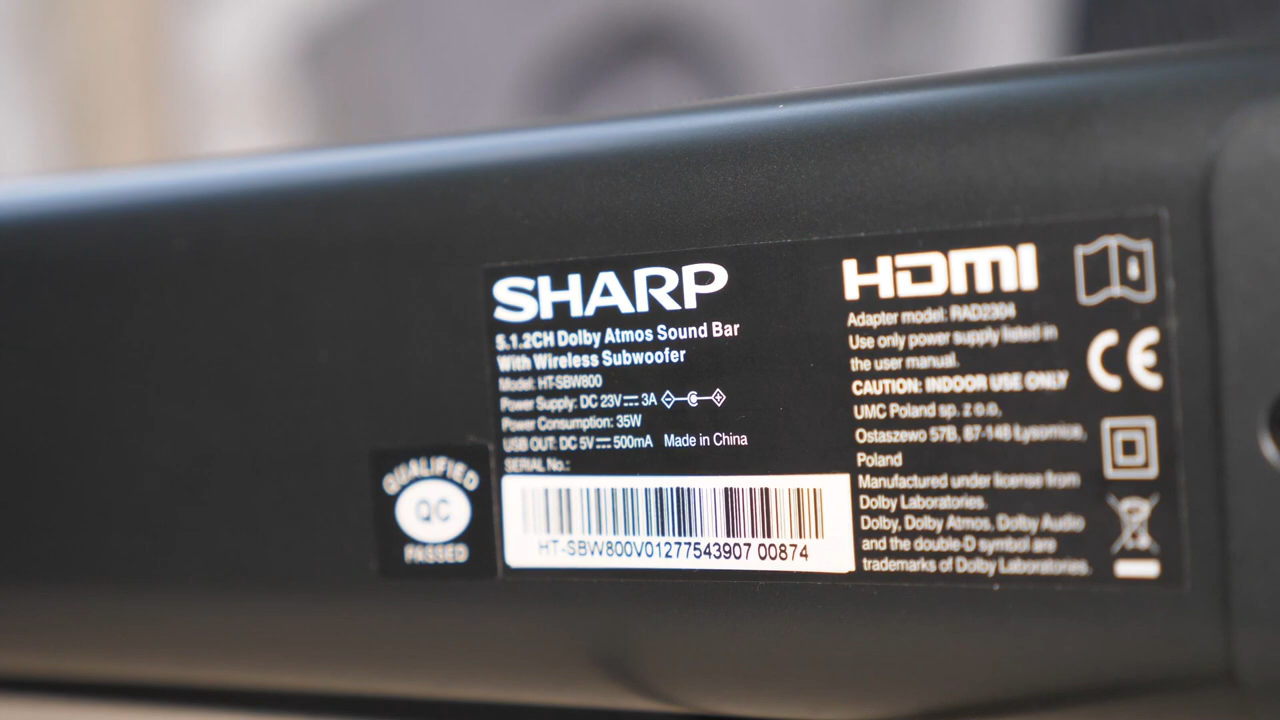 SHARP
5.1.2CH Dolby Atmos Sound Bar
With Wireless Subwoofer
Model: HT-SBW800
Power Supply: DC 23V⎓3A
Power Consumption: 35W
USB OUT: DC 5V⎓500mA Made in China
SERIAL No.:
HT-SBW800V01277543907 00874
QUALIFIED
QC
PASSED
HDMI
Adapter model: RAD2304
Use only power supply listed in
the user manual.
CAUTION: INDOOR USE ONLY
UMC Poland sp. z o.o.
Ostaszewo 57B, 87-148 Łysomice,
Poland
Manufactured under license from
Dolby Laboratories.
Dolby, Dolby Atmos, Dolby Audio
and the double-D symbol are
trademarks of Dolby Laboratories.
CE